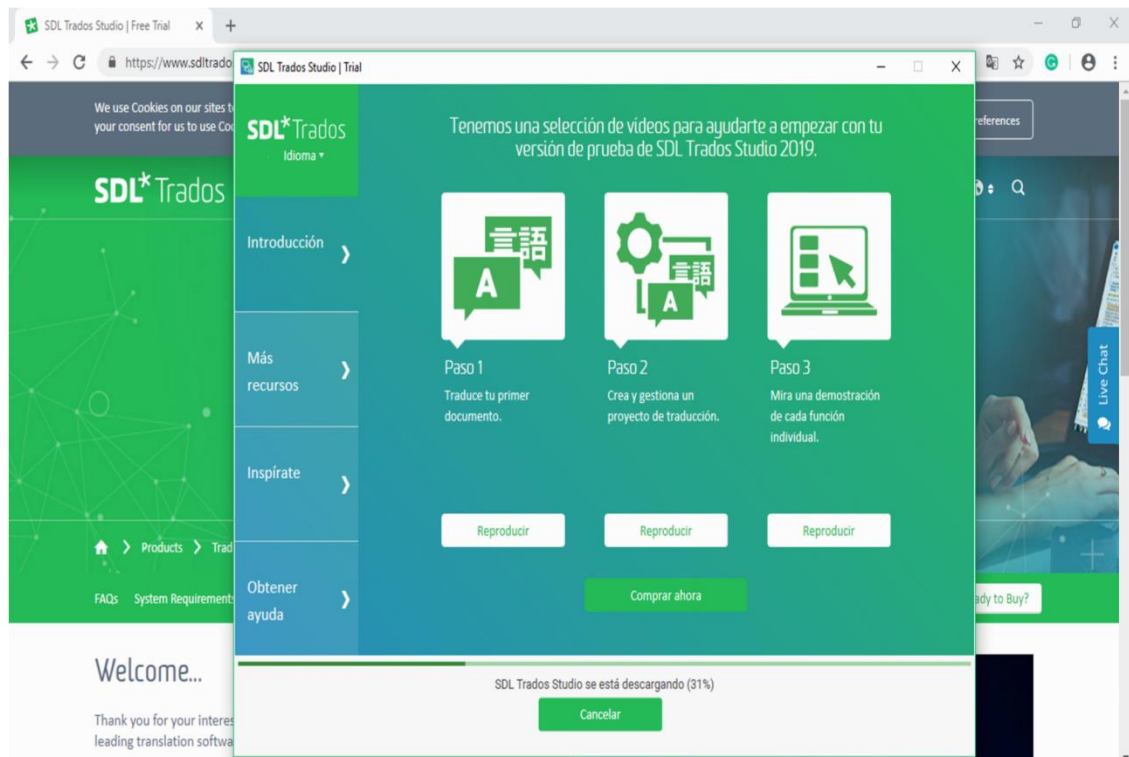 SDL Trados Studio | Free Trial
https://www.sdltrado
SDL Trados Studio | Trial
We use Cookies on our sites t
your consent for us to use Coo
references
SDL* Trados
Idioma
Tenemos una selección de vídeos para ayudarte a empezar con tu
versión de prueba de SDL Trados Studio 2019.
SDL* Trados
Introducción
Más
recursos
Inspírate
Obtener
ayuda
言語
A
言語
A
Paso 1
Traduce tu primer
documento.
Paso 2
Crea y gestiona un
proyecto de traducción.
Paso 3
Mira una demostración
de cada función
individual.
Reproducir
Reproducir
Reproducir
Comprar ahora
Live Chat
Products
Trad
FAQs
System Requirements
ady to Buy?
SDL Trados Studio se está descargando (31%)
Cancelar
Welcome...
Thank you for your interes
leading translation softwa